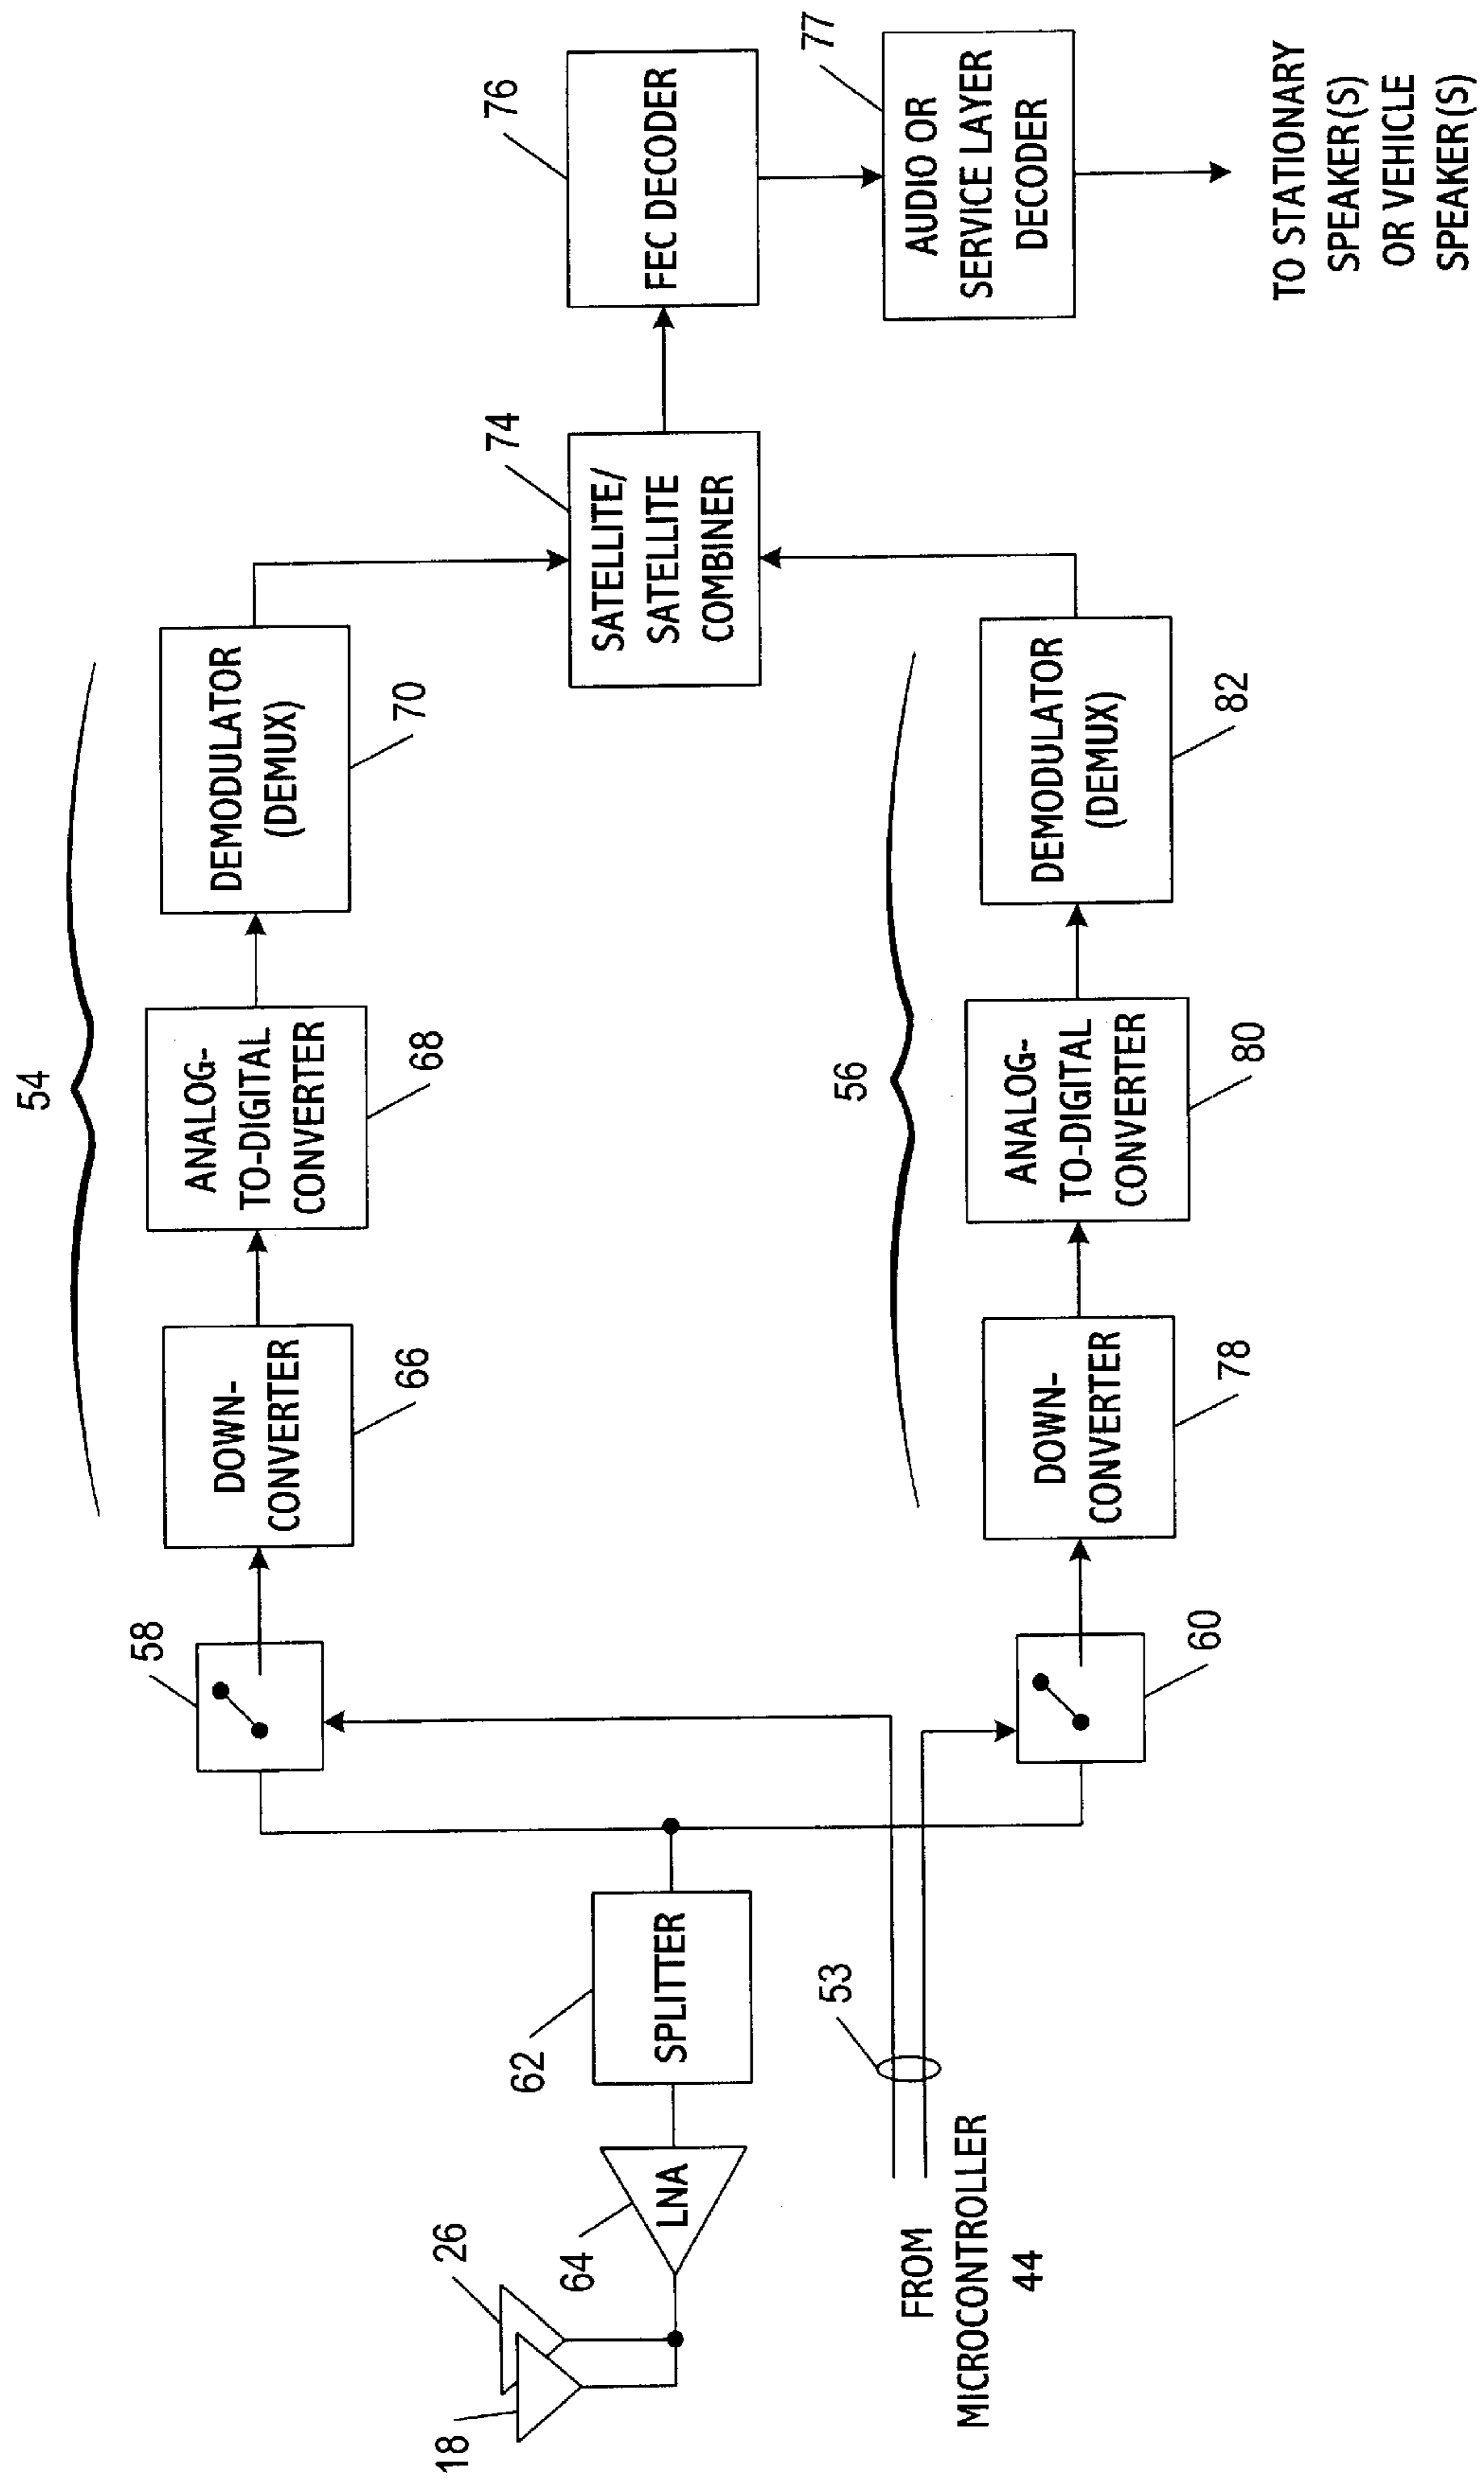 54
58
DOWN-
CONVERTER
66
ANALOG-
TO-DIGITAL
CONVERTER
68
DEMODULATOR
(DEMUX)
70
18
26
64
LNA
62
SPLITTER
74
SATELLITE/
SATELLITE
COMBINER
76
FEC DECODER
77
AUDIO OR
SERVICE LAYER
DECODER
TO STATIONARY
SPEAKER(S)
OR VEHICLE
SPEAKER(S)
53
FROM
MICROCONTROLLER
44
56
60
DOWN-
CONVERTER
78
ANALOG-
TO-DIGITAL
CONVERTER
80
DEMODULATOR
(DEMUX)
82